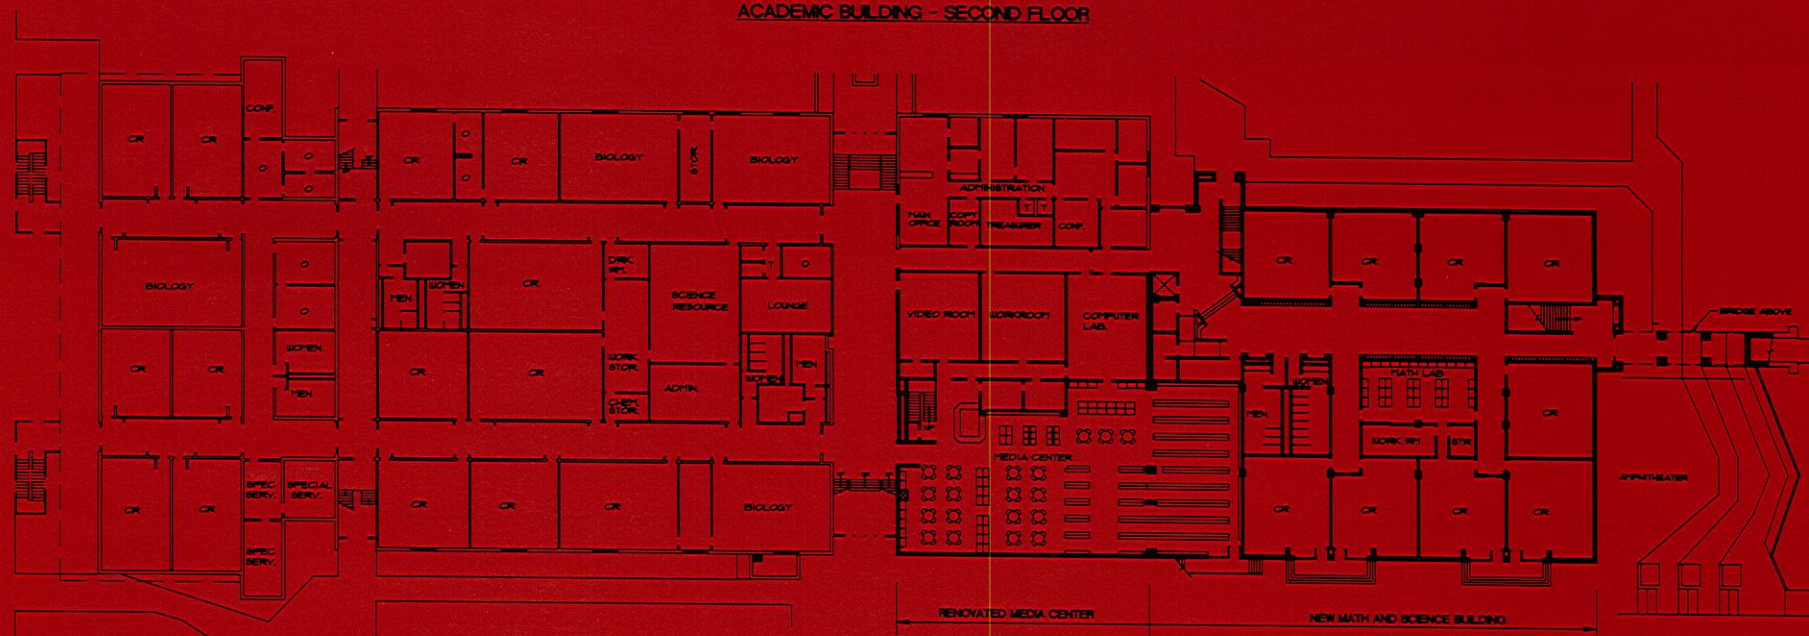 ACADEMIC BUILDING - SECOND FLOOR
CONF.
CR
CR
O
O
O
CR
O
O
CR
BIOLOGY
STOR.
BIOLOGY
ADMINISTRATION
MAIN
OFFICE
COPY
ROOM
T T
TREASURER
CONF.
BIOLOGY
O
O
MEN
WOMEN
CR
DRK.
RM.
SCIENCE
RESOURCE
T
O
LOUNGE
VIDEO ROOM
WORKROOM
COMPUTER
LAB.
CR
CR
CR
CR
UP
BRIDGE ABOVE
CR
CR
WOMEN
MEN
CR
CR
WORK
STOR.
CHEM.
STOR.
ADMIN.
WOMEN
MEN
UP
MEDIA CENTER
MEN
WOMEN
MATH LAB
WORK RM
STR
CR
AMPHITHEATER
CR
CR
SPEC
SERV.
SPECIAL
SERV.
SPEC
SERV.
CR
CR
CR
BIOLOGY
CR
CR
CR
CR
RENOVATED MEDIA CENTER
NEW MATH AND SCIENCE BUILDING